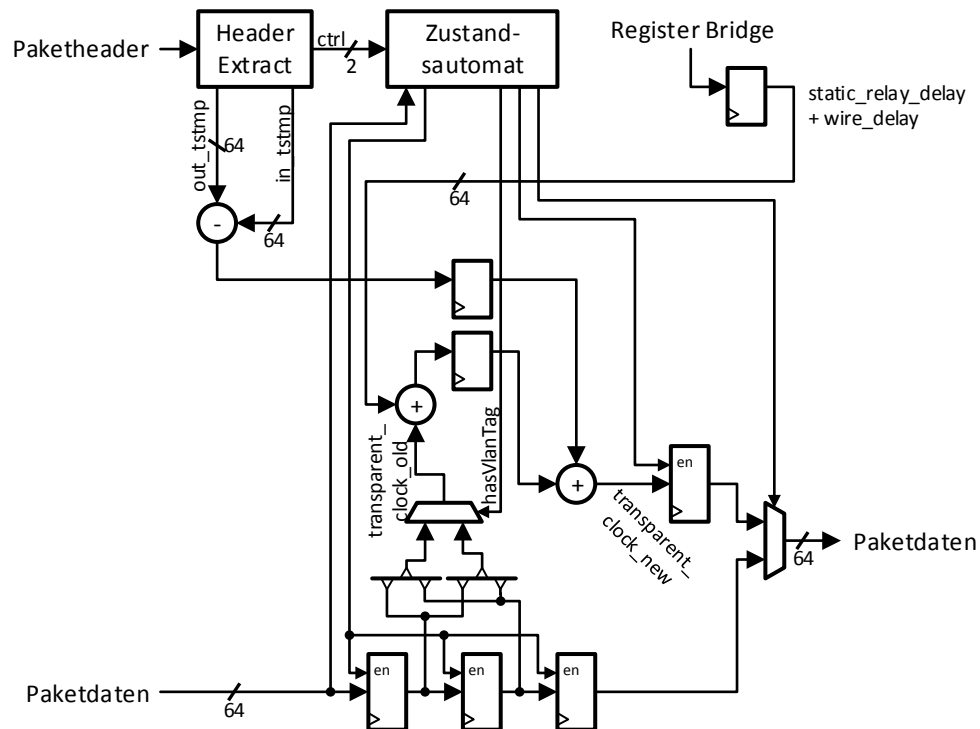 Paketheader
Header
Extract
ctrl
2
Zustand-
sautomat
Register Bridge
static_relay_delay
+ wire_delay
out_tstmp
64
in_tstmp
64
64
-
+
transparent_
clock_old
hasVlanTag
+
en
transparent_
clock_new
64
Paketdaten
Paketdaten
64
en
en
en